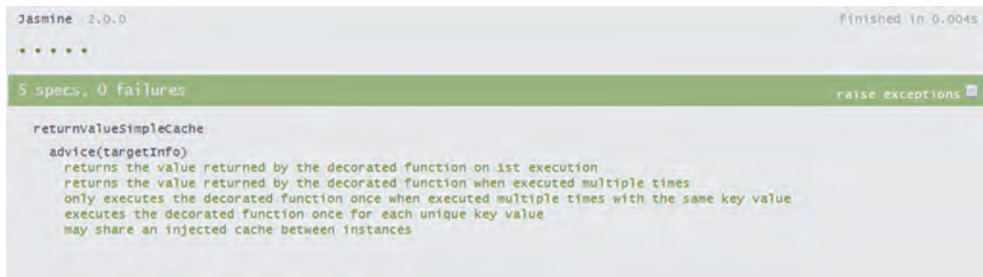 Jasmine 2.0.0 finished in 0.004s
• • • • •
5 specs, 0 failures raise exceptions
returnValueSimpleCache
advice(targetInfo)
returns the value returned by the decorated function on 1st execution
returns the value returned by the decorated function when executed multiple times
only executes the decorated function once when executed multiple times with the same key value
executes the decorated function once for each unique key value
may share an injected cache between instances